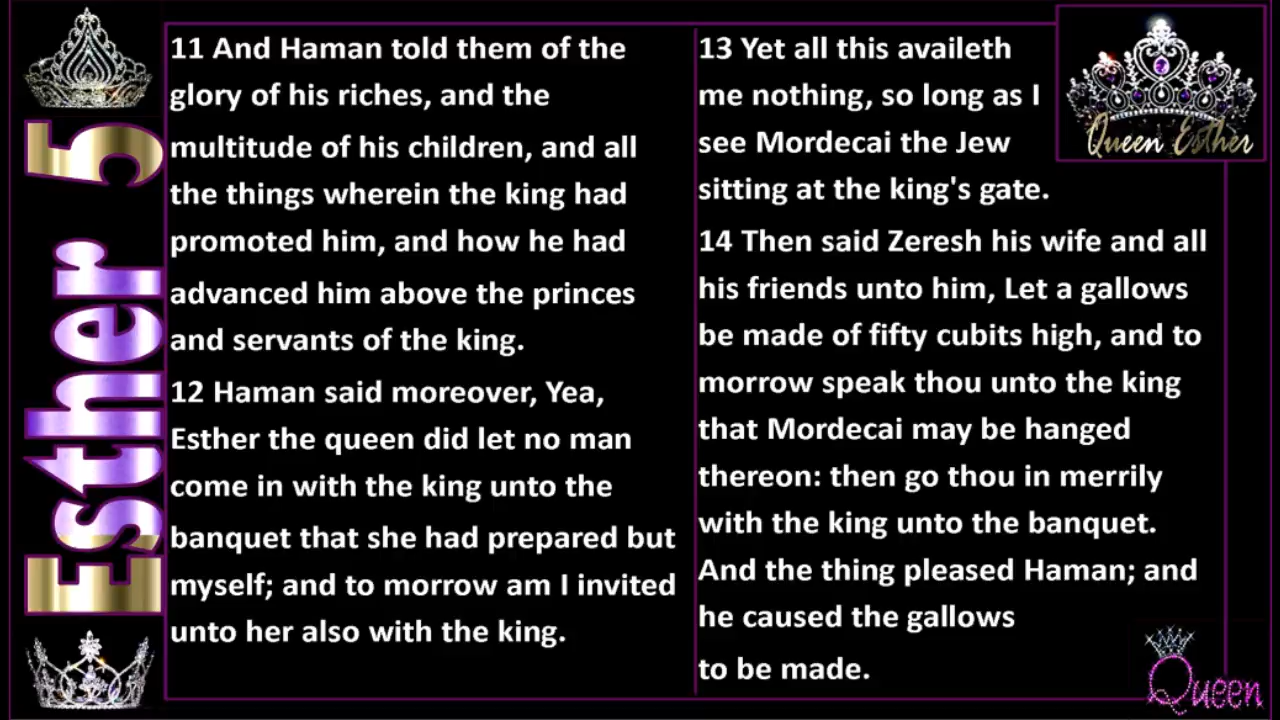 Esther 5
11 And Haman told them of the
glory of his riches, and the
multitude of his children, and all
the things wherein the king had
promoted him, and how he had
advanced him above the princes
and servants of the king.
12 Haman said moreover, Yea,
Esther the queen did let no man
come in with the king unto the
banquet that she had prepared but
myself; and to morrow am I invited
unto her also with the king.
13 Yet all this availeth
me nothing, so long as I
see Mordecai the Jew
sitting at the king's gate.
14 Then said Zeresh his wife and all
his friends unto him, Let a gallows
be made of fifty cubits high, and to
morrow speak thou unto the king
that Mordecai may be hanged
thereon: then go thou in merrily
with the king unto the banquet.
And the thing pleased Haman; and
he caused the gallows
to be made.
Queen Esther
Queen